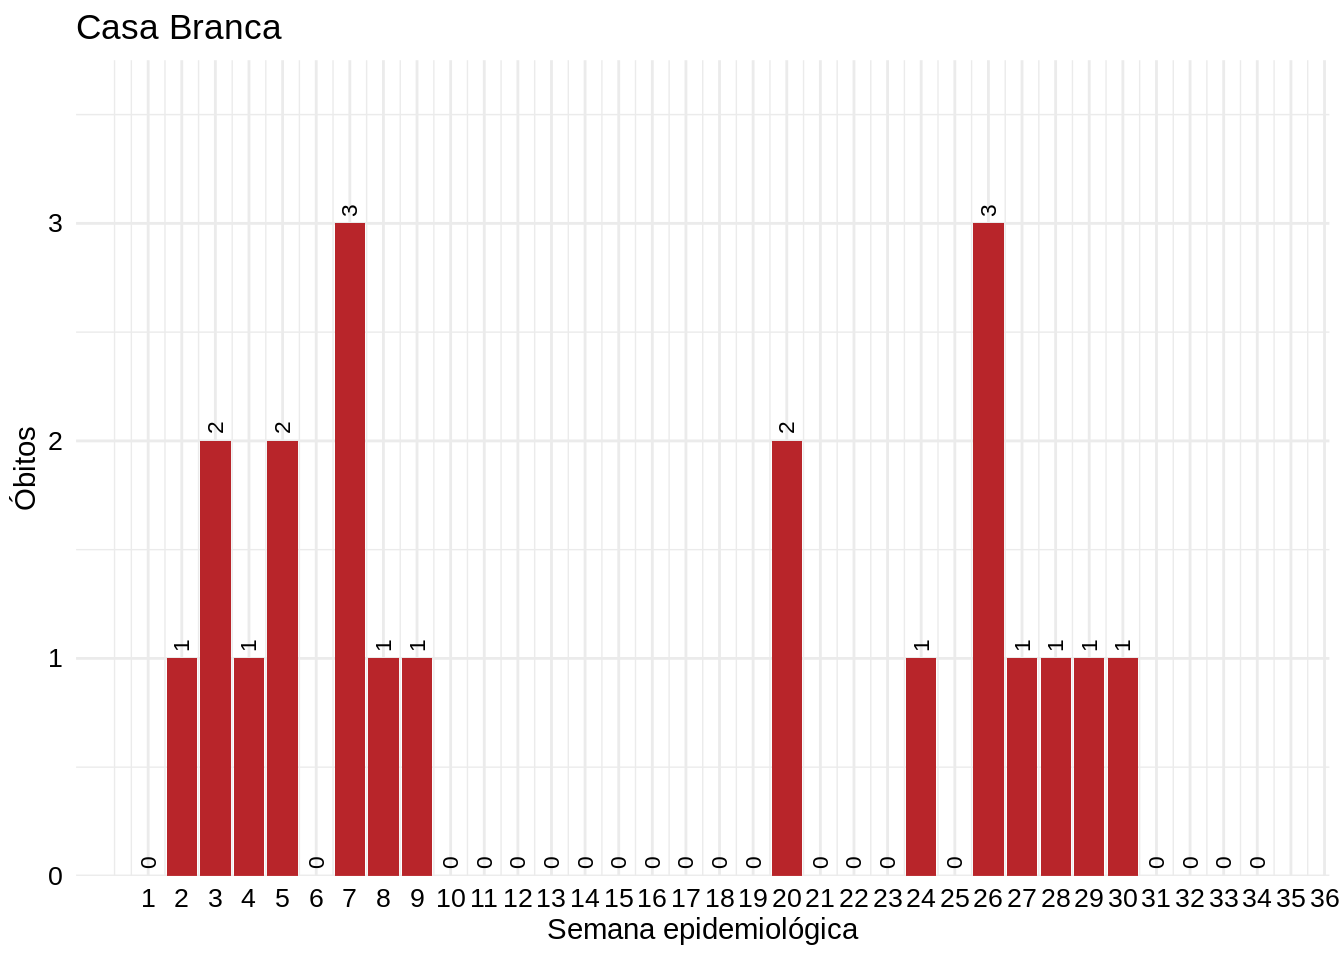 Casa Branca
3
3 3
2 2 2
2
Óbitos
1 1 1 1 1 1 1 1 1
1
0 0 0 0 0 0 0 0 0 0 0 0 0 0 0 0 0 0 0 0
0
1 2 3 4 5 6 7 8 9 10 11 12 13 14 15 16 17 18 19 20 21 22 23 24 25 26 27 28 29 30 31 32 33 34 35 36
Semana epidemiológica